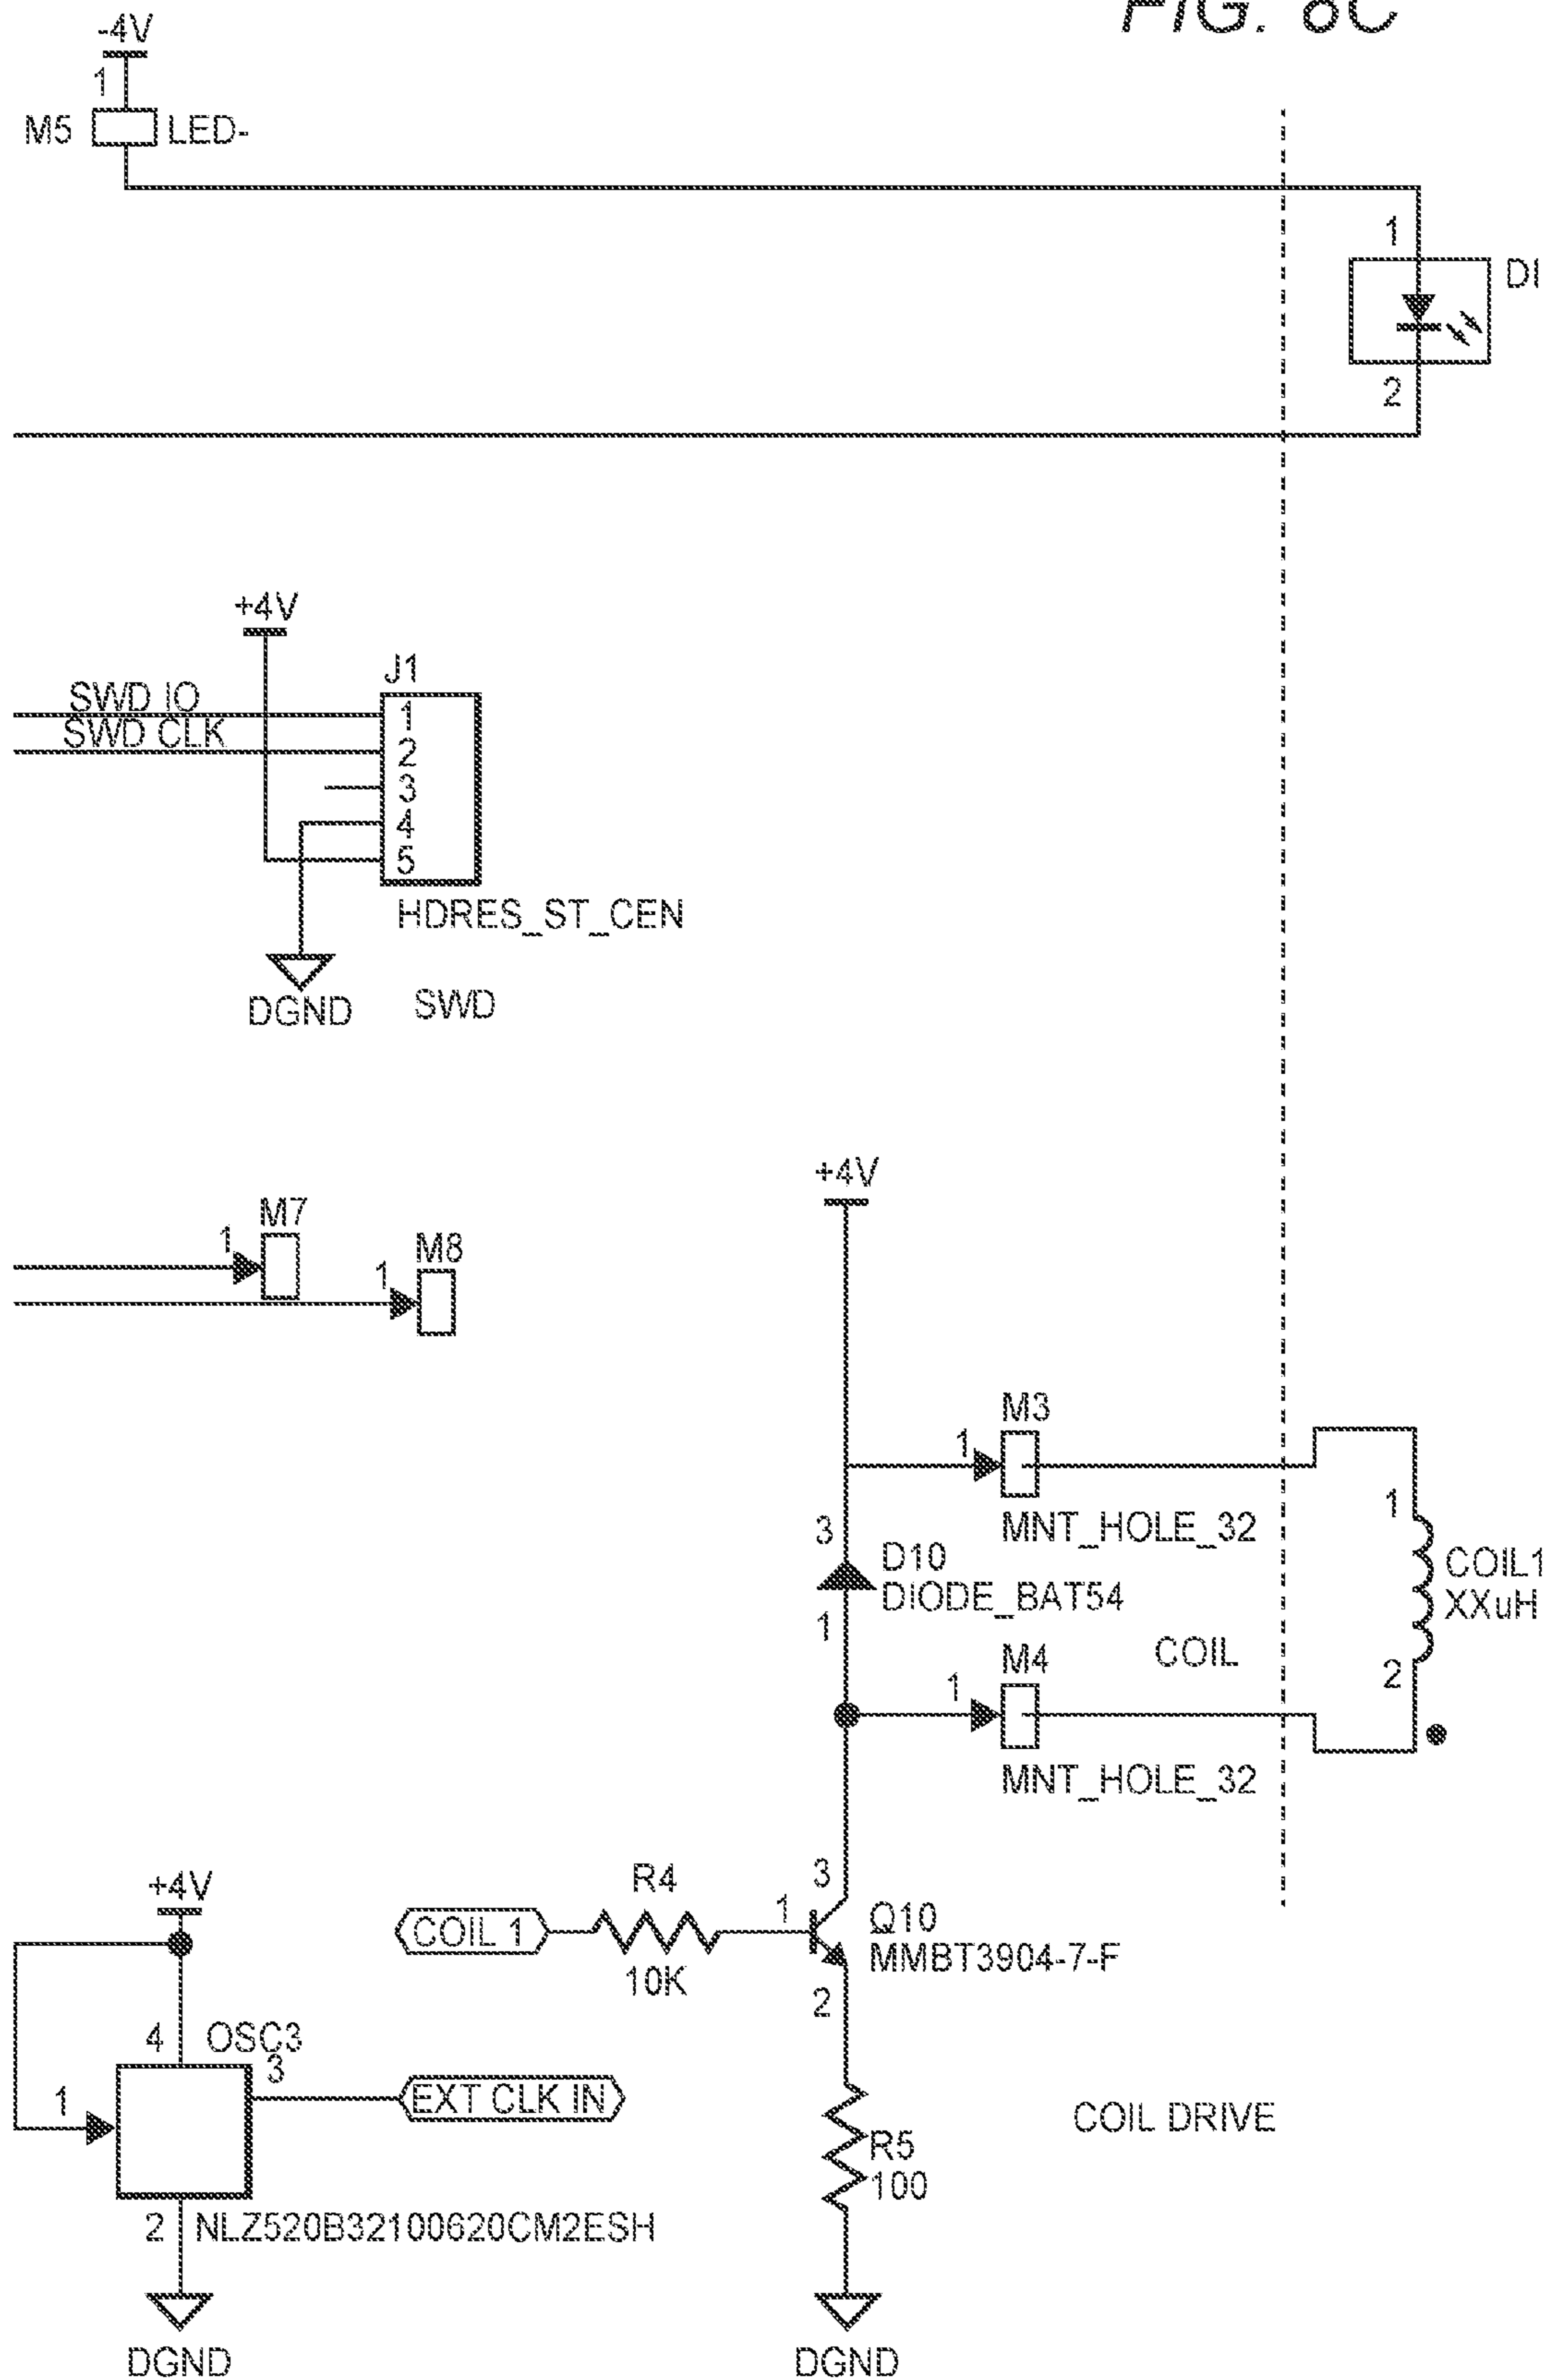 FIG. 8C
-4V
1
M5
LED-
1
DI
2
+4V
J1
SWD IO
1
SWD CLK
2
3
4
5
HDRES_ST_CEN
DGND
SWD
+4V
M7
1
M8
1
M3
1
MNT_HOLE_32
1
3
D10
DIODE_BAT54
COIL1
XXuH
1
COIL
M4
1
2
MNT_HOLE_32
3
+4V
R4
1
Q10
COIL 1
MMBT3904-7-F
10K
2
4
OSC3
3
1
EXT CLK IN
COIL DRIVE
R5
100
2
NLZ520B32100620CM2ESH
DGND
DGND